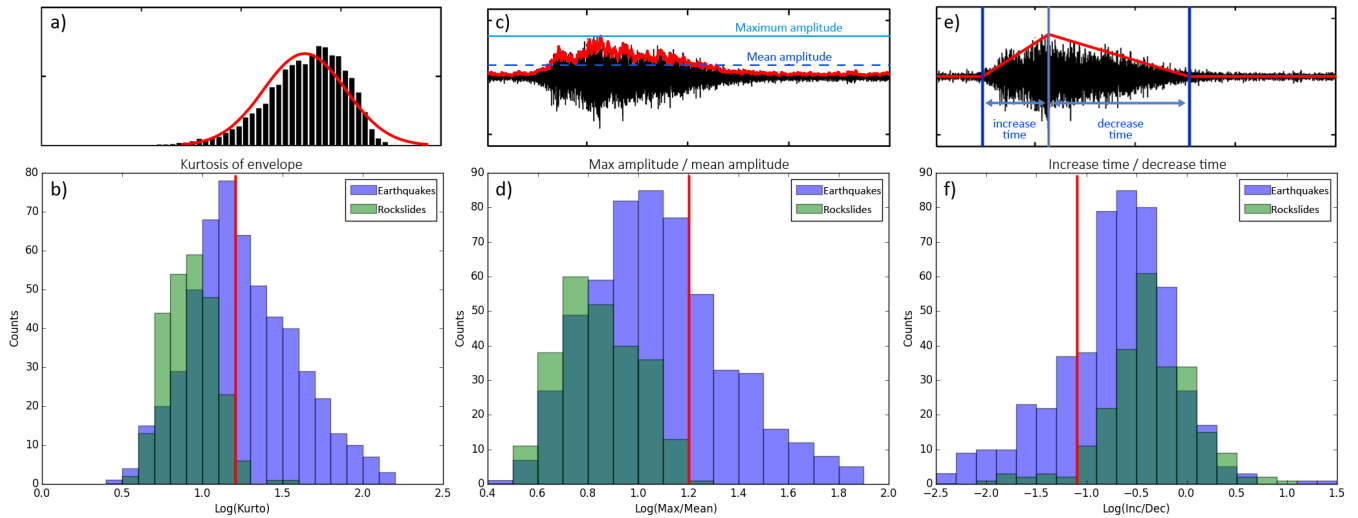 a)
c)
Maximum amplitude
Mean amplitude
e)
increase
time
decrease
time
Kurtosis of envelope
b)
Earthquakes
Rockslides
80
70
60
50
40
30
20
10
0
Counts
0.0 0.5 1.0 1.5 2.0 2.5
Log(Kurto)
Max amplitude / mean amplitude
d)
Earthquakes
Rockslides
90
80
70
60
50
40
30
20
10
0
Counts
0.4 0.6 0.8 1.0 1.2 1.4 1.6 1.8 2.0
Log(Max/Mean)
Increase time / decrease time
f)
Earthquakes
Rockslides
90
80
70
60
50
40
30
20
10
0
Counts
-2.5 -2.0 -1.5 -1.0 -0.5 0.0 0.5 1.0 1.5
Log(Inc/Dec)